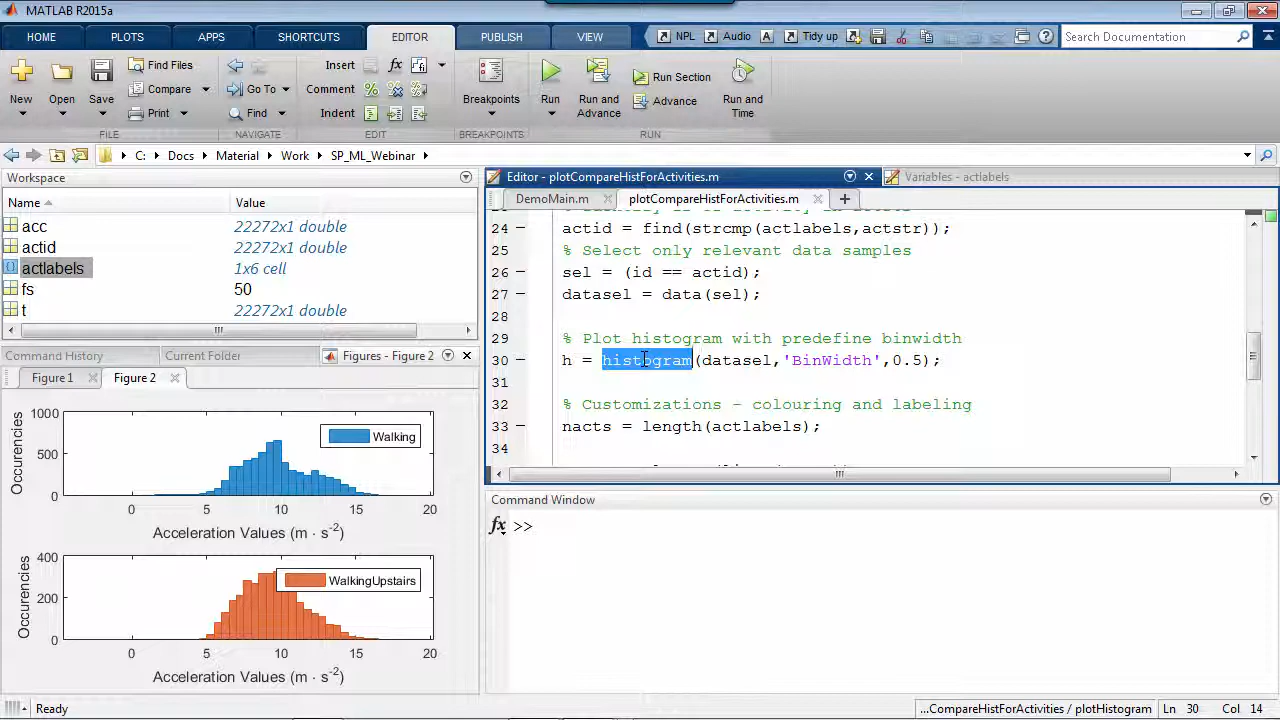 MATLAB R2015a
HOME PLOTS APPS SHORTCUTS EDITOR PUBLISH VIEW NPL Audio A Tidy up Search Documentation
New Open Save Find Files Compare Print
Insert Comment Indent
Go To Find
Breakpoints Run Run and Advance Run Section Advance Run and Time
FILE NAVIGATE EDIT BREAKPOINTS RUN
C: Docs Material Work SP_ML_Webinar
Workspace
Name Value
acc 22272x1 double
actid 22272x1 double
actlabels 1x6 cell
fs 50
t 22272x1 double
Command History Current Folder Figures - Figure 2
Figure 1 Figure 2
Occurrencies
1000
500
0
Walking
0 5 10 15 20
Acceleration Values (m · s-2)
Occurrencies
400
200
0
WalkingUpstairs
0 5 10 15 20
Acceleration Values (m · s-2)
Editor - plotCompareHistForActivities.m Variables - actlabels
DemoMain.m plotCompareHistForActivities.m
24 actid = find(strcmp(actlabels,actstr));
25 % Select only relevant data samples
26 sel = (id == actid);
27 datasel = data(sel);
28
29 % Plot histogram with predefine binwidth
30 h = histogram(datasel,'BinWidth',0.5);
31
32 % Customizations - colouring and labeling
33 nacts = length(actlabels);
34
Command Window
fx >>
Ready ...CompareHistForActivities / plotHistogram Ln 30 Col 14